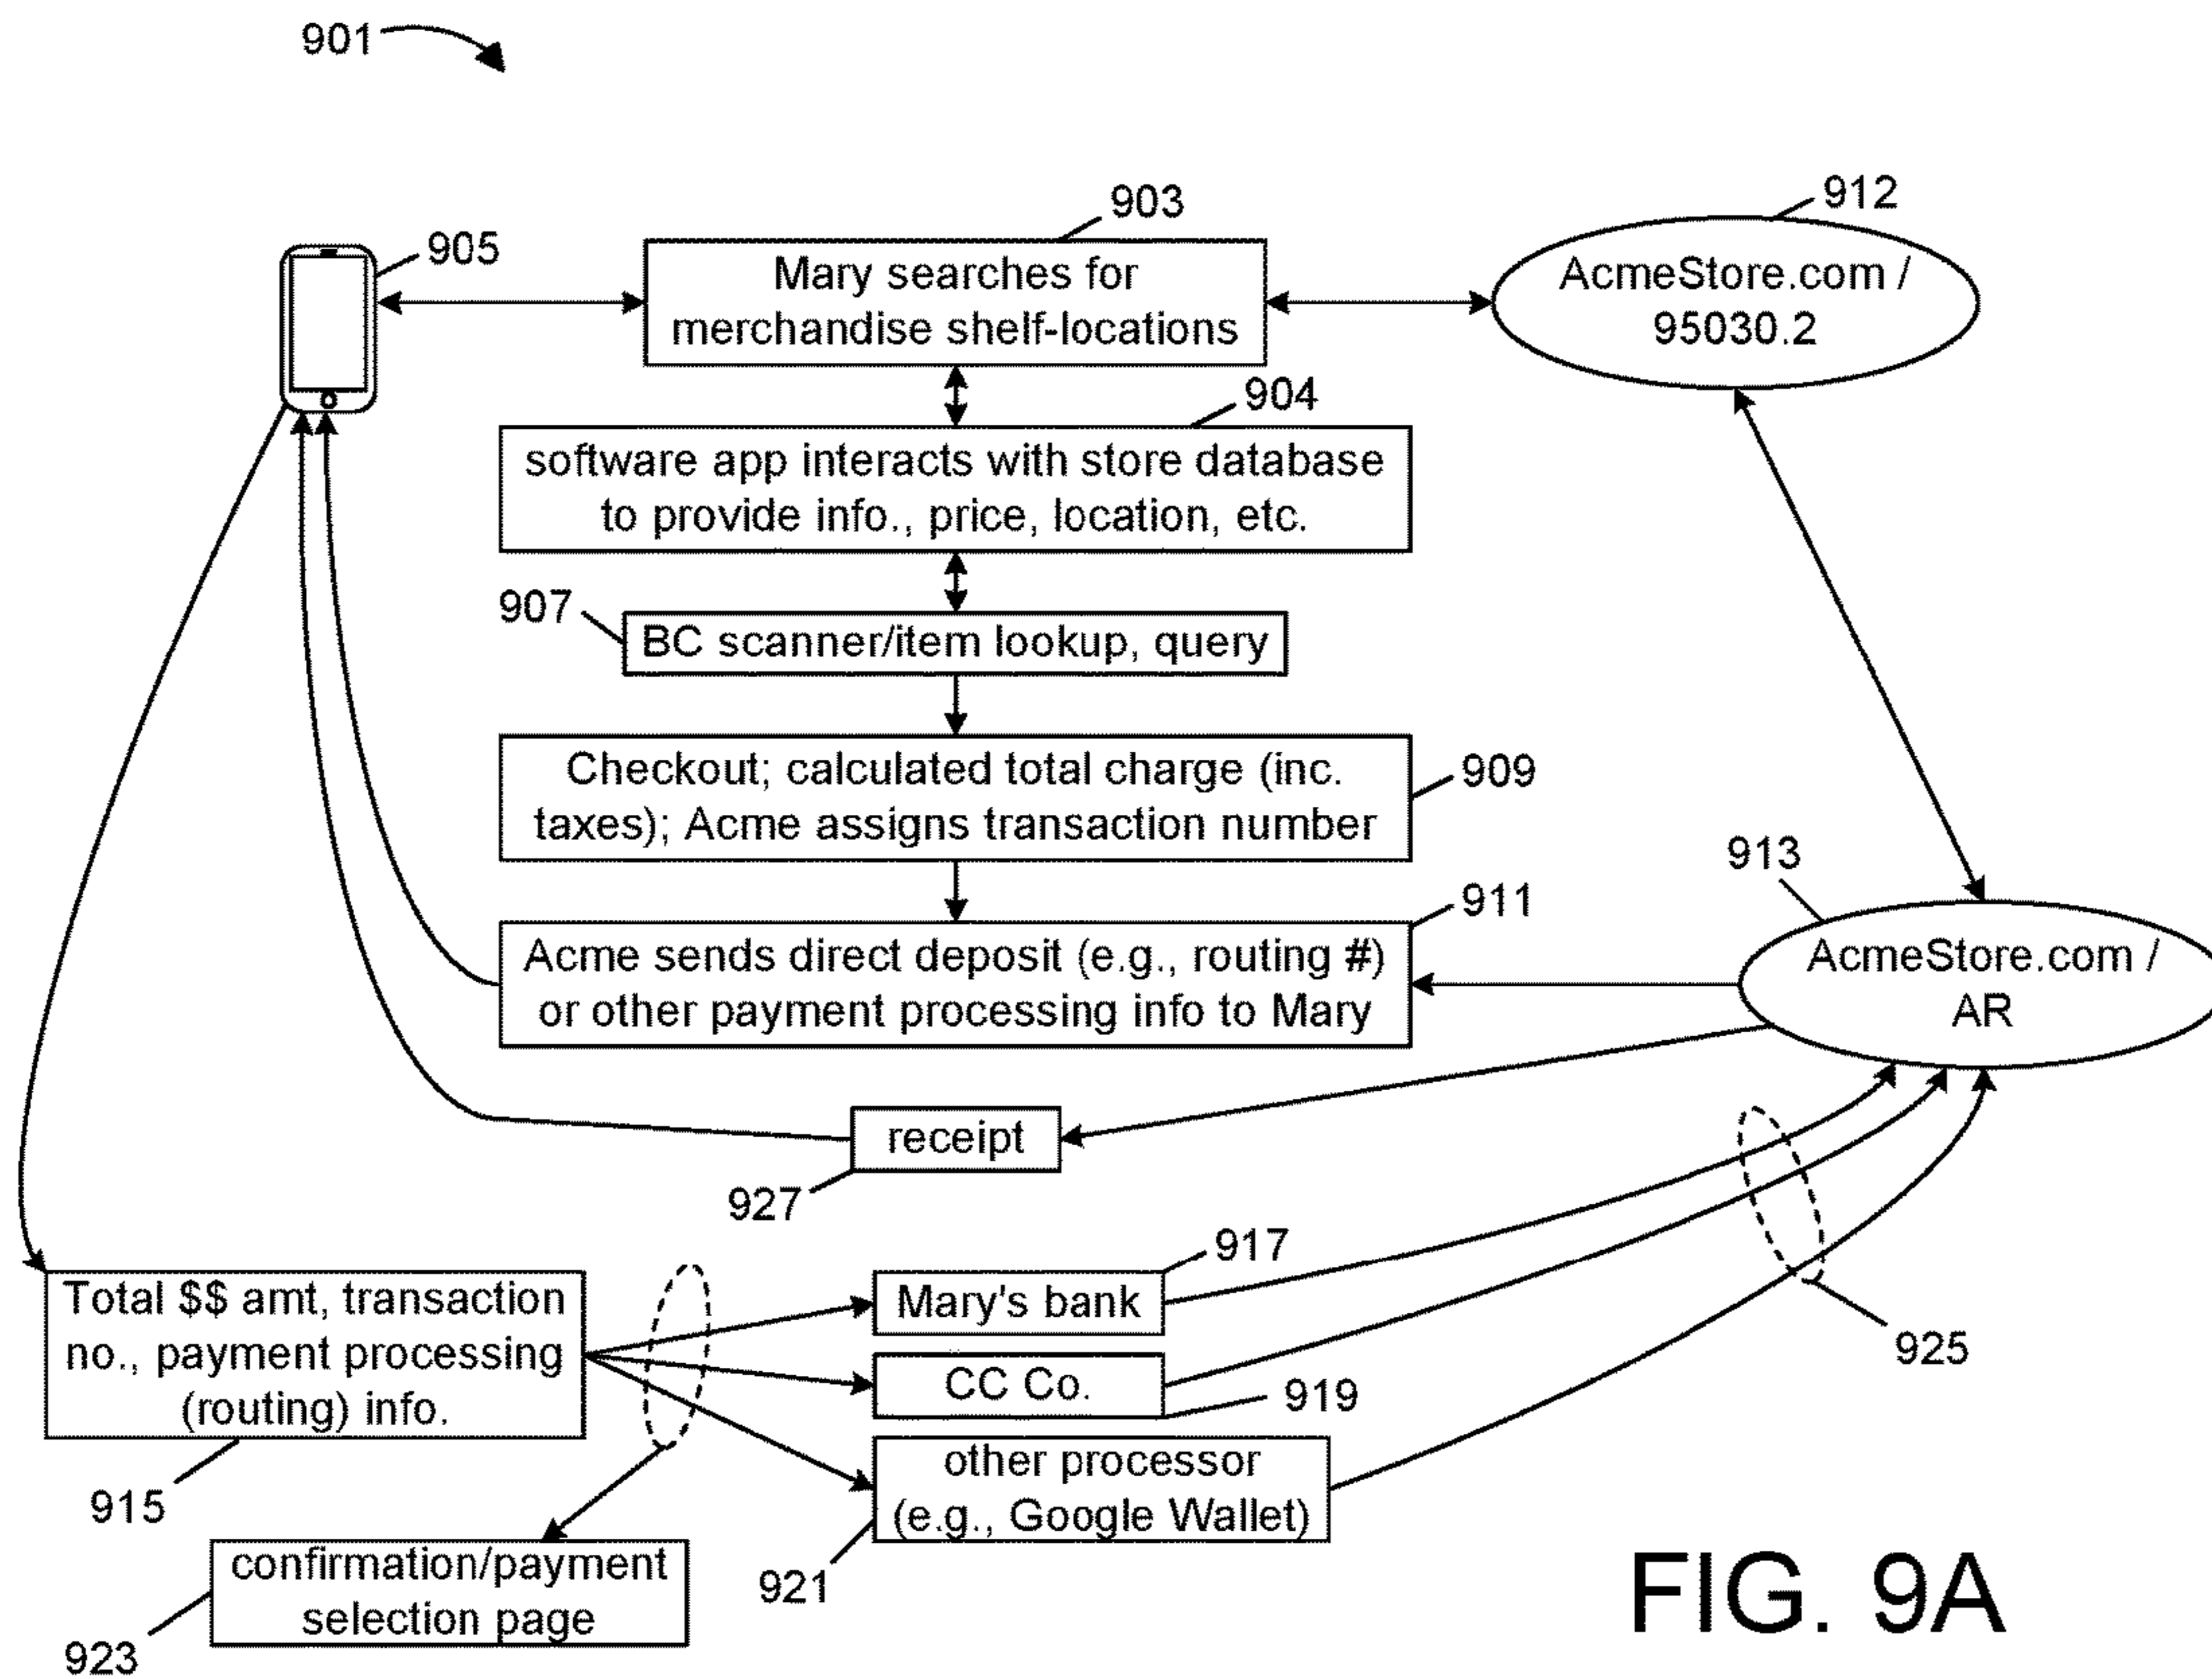 901
903
912
905
Mary searches for
merchandise shelf-locations
AcmeStore.com /
95030.2
904
software app interacts with store database
to provide info., price, location, etc.
907
BC scanner/item lookup, query
Checkout; calculated total charge (inc.
taxes); Acme assigns transaction number
909
913
911
Acme sends direct deposit (e.g., routing #)
or other payment processing info to Mary
AcmeStore.com /
AR
receipt
927
917
Total $$ amt, transaction
no., payment processing
(routing) info.
Mary's bank
925
CC Co.
919
915
other processor
(e.g., Google Wallet)
921
confirmation/payment
selection page
923
FIG. 9A